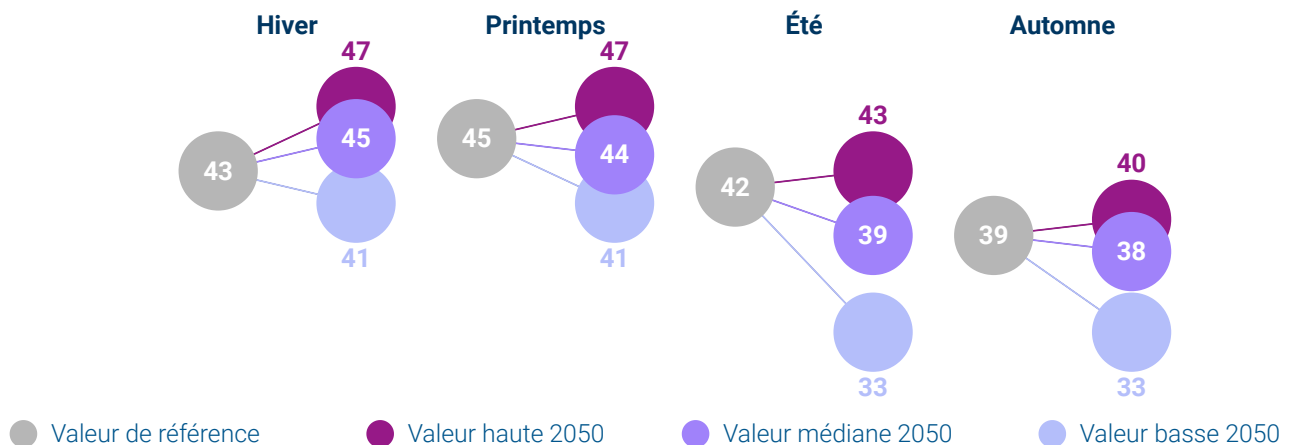 Hiver
Printemps
Été
Automne
47
43
45
41
47
45
44
41
43
42
39
33
40
39
38
33
Valeur de référence
Valeur haute 2050
Valeur médiane 2050
Valeur basse 2050